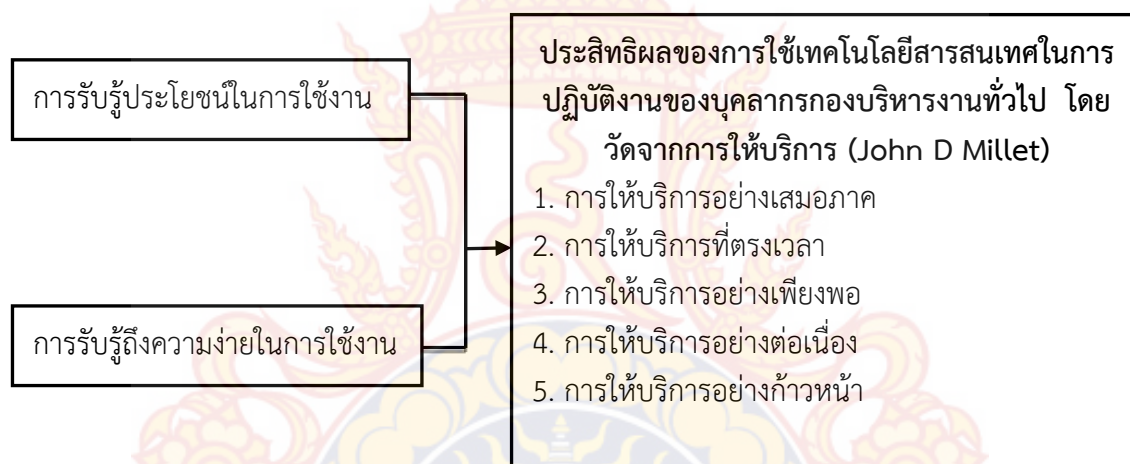 การรับรู้ประโยชน์ในการใช้งาน
การรับรู้ถึงความง่ายในการใช้งาน
ประสิทธิผลของการใช้เทคโนโลยีสารสนเทศในการ
ปฏิบัติงานของบุคลากรกองบริหารงานทั่วไป โดย
วัดจากการให้บริการ (John D Millet)
1. การให้บริการอย่างเสมอภาค
2. การให้บริการที่ตรงเวลา
3. การให้บริการอย่างเพียงพอ
4. การให้บริการอย่างต่อเนื่อง
5. การให้บริการอย่างก้าวหน้า